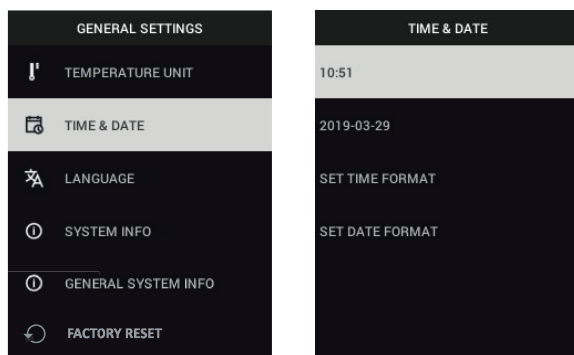 GENERAL SETTINGS
TEMPERATURE UNIT
TIME & DATE
LANGUAGE
SYSTEM INFO
GENERAL SYSTEM INFO
FACTORY RESET
TIME & DATE
10:51
2019-03-29
SET TIME FORMAT
SET DATE FORMAT